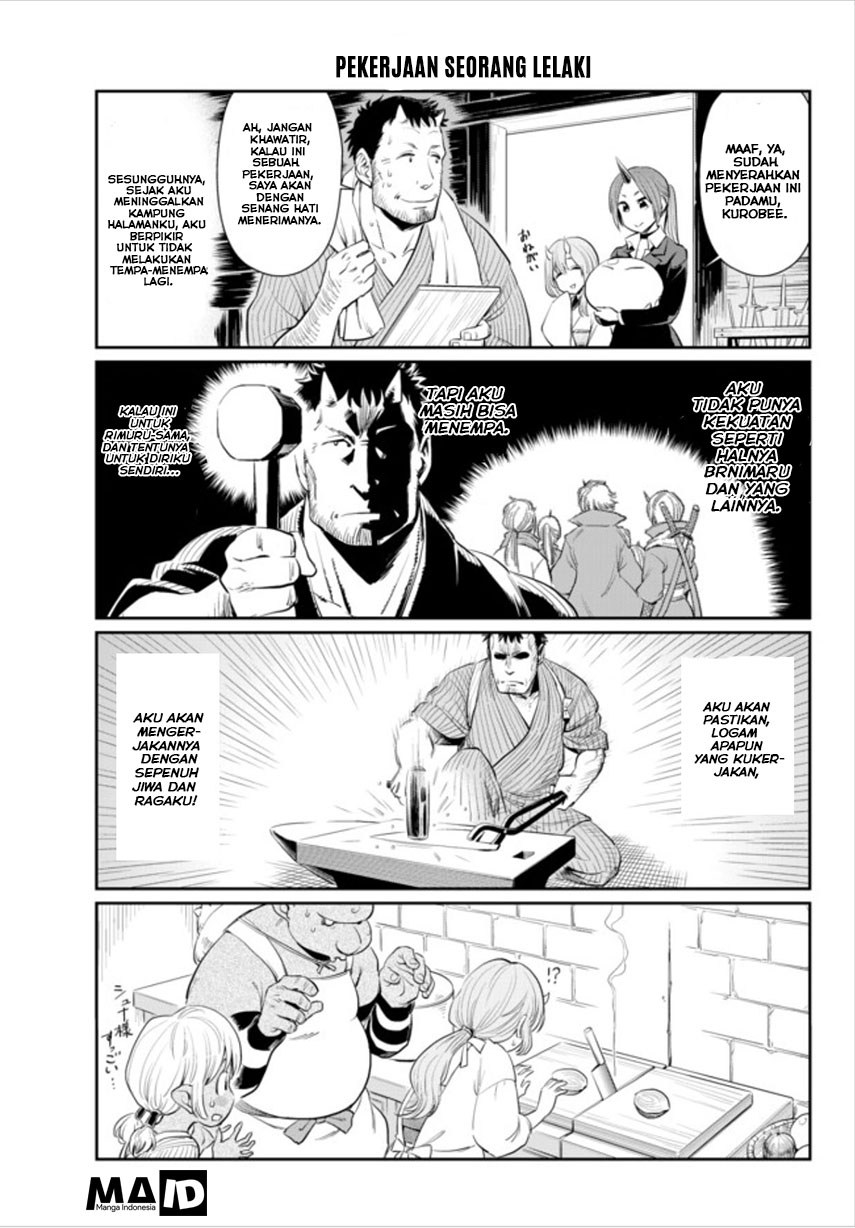 PEKERJAAN SEORANG LELAKI
MAAF, YA,
SUDAH
MENYERAHKAN
PEKERJAAN INI
PADAMU,
KUROBEE.
おねがい
AH, JANGAN
KHAWATIR,
KALAU INI
SEBUAH
PEKERJAAN,
SAYA AKAN
DENGAN
SENANG HATI
MENERIMANYA.
SESUNGGUHNYA,
SEJAK AKU
MENINGGALKAN
KAMPUNG
HALAMANKU, AKU
BERPIKIR
UNTUK TIDAK
MELAKUKAN
TEMPA-MENEMPA
LAGI.
AKU
TIDAK PUNYA
KEKUATAN
SEPERTI
HALNYA
BRNIMARU
DAN YANG
LAINNYA.
TAPI AKU
MASIH BISA
MENEMPA.
KALAU INI
UNTUK
RIMURU-SAMA,
DAN TENTUNYA
UNTUK DIRIKU
SENDIRI...
AKU AKAN
PASTIKAN,
LOGAM
APAPUN
YANG KUKER-
JAKAN,
AKU AKAN
MENGER-
JAKANNYA
DENGAN
SEPENUH
JIWA DAN
RAGAKU!
!?
シュナ様
すっごい…
MAID
Manga Indonesia